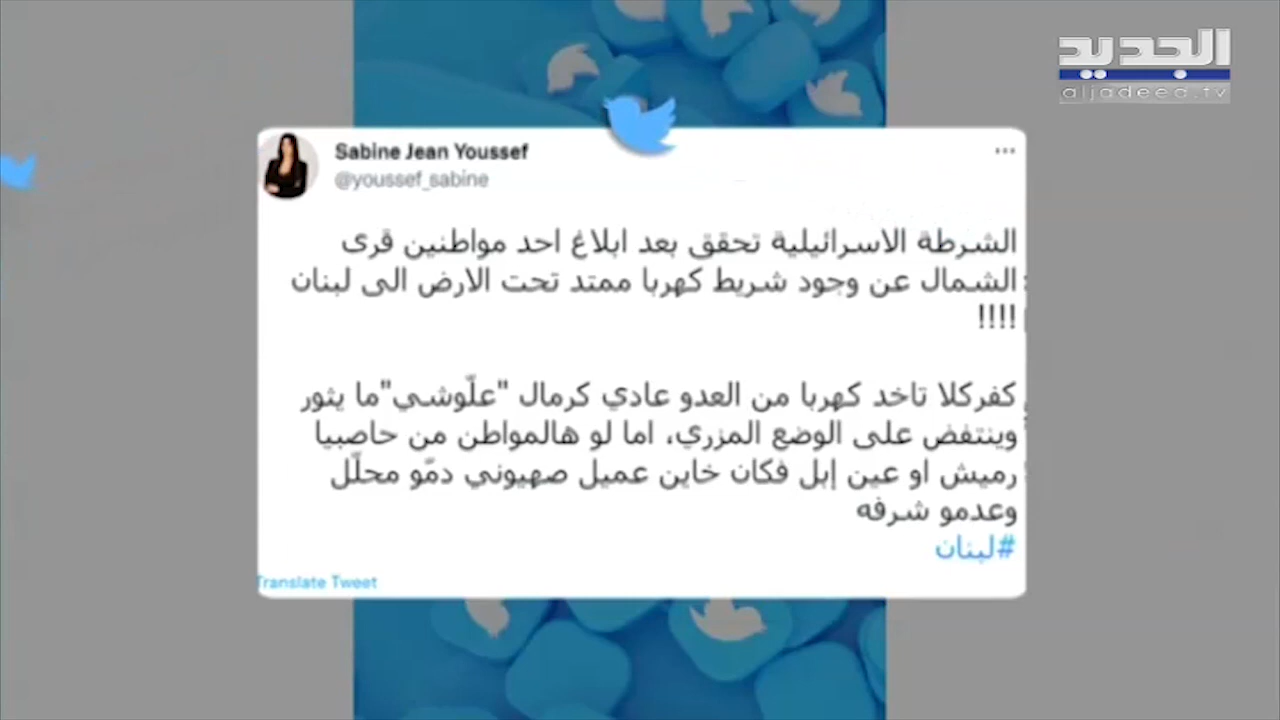 الجديد
aljadeed.tv
Sabine Jean Youssef
@youssef_sabine
الشرطة الاسرائيلية تحقق بعد ابلاغ احد مواطنين قرى
الشمال عن وجود شريط كهربا ممتد تحت الارض الى لبنان
!!!!
كفركلا تاخد كهربا من العدو عادي كرمال "علّوشي"ما يثور
وينتفض على الوضع المزري، اما لو هالمواطن من حاصبيا
رميش او عين إبل فكان خاين عميل صهيوني دمّو محلّل
وعدمو شرفه
#لبنان
Translate Tweet